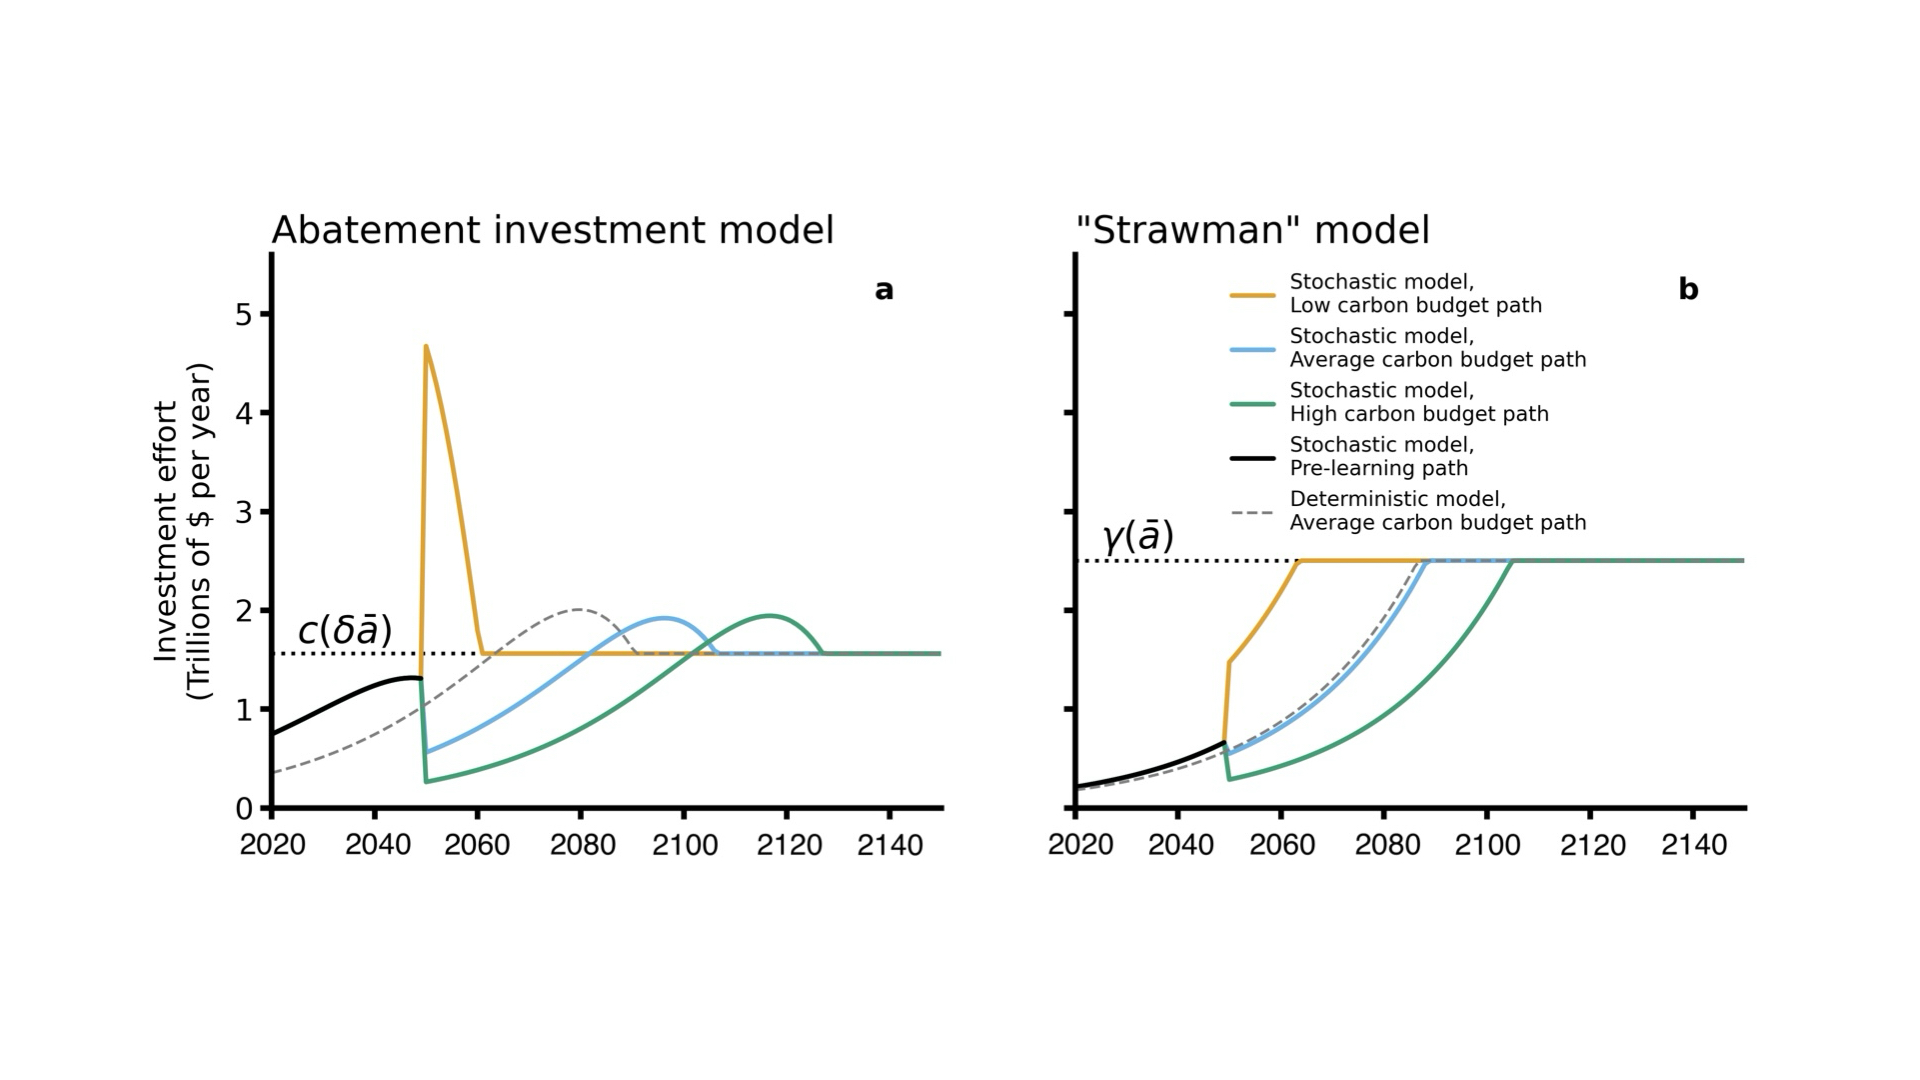 Abatement investment model
a
Investment effort
(Trillions of $ per year)
5
4
3
2
1
0
c(δā)
2020 2040 2060 2080 2100 2120 2140
"Strawman" model
b
Stochastic model,
Low carbon budget path
Stochastic model,
Average carbon budget path
Stochastic model,
High carbon budget path
Stochastic model,
Pre-learning path
Deterministic model,
Average carbon budget path
γ(ā)
2020 2040 2060 2080 2100 2120 2140